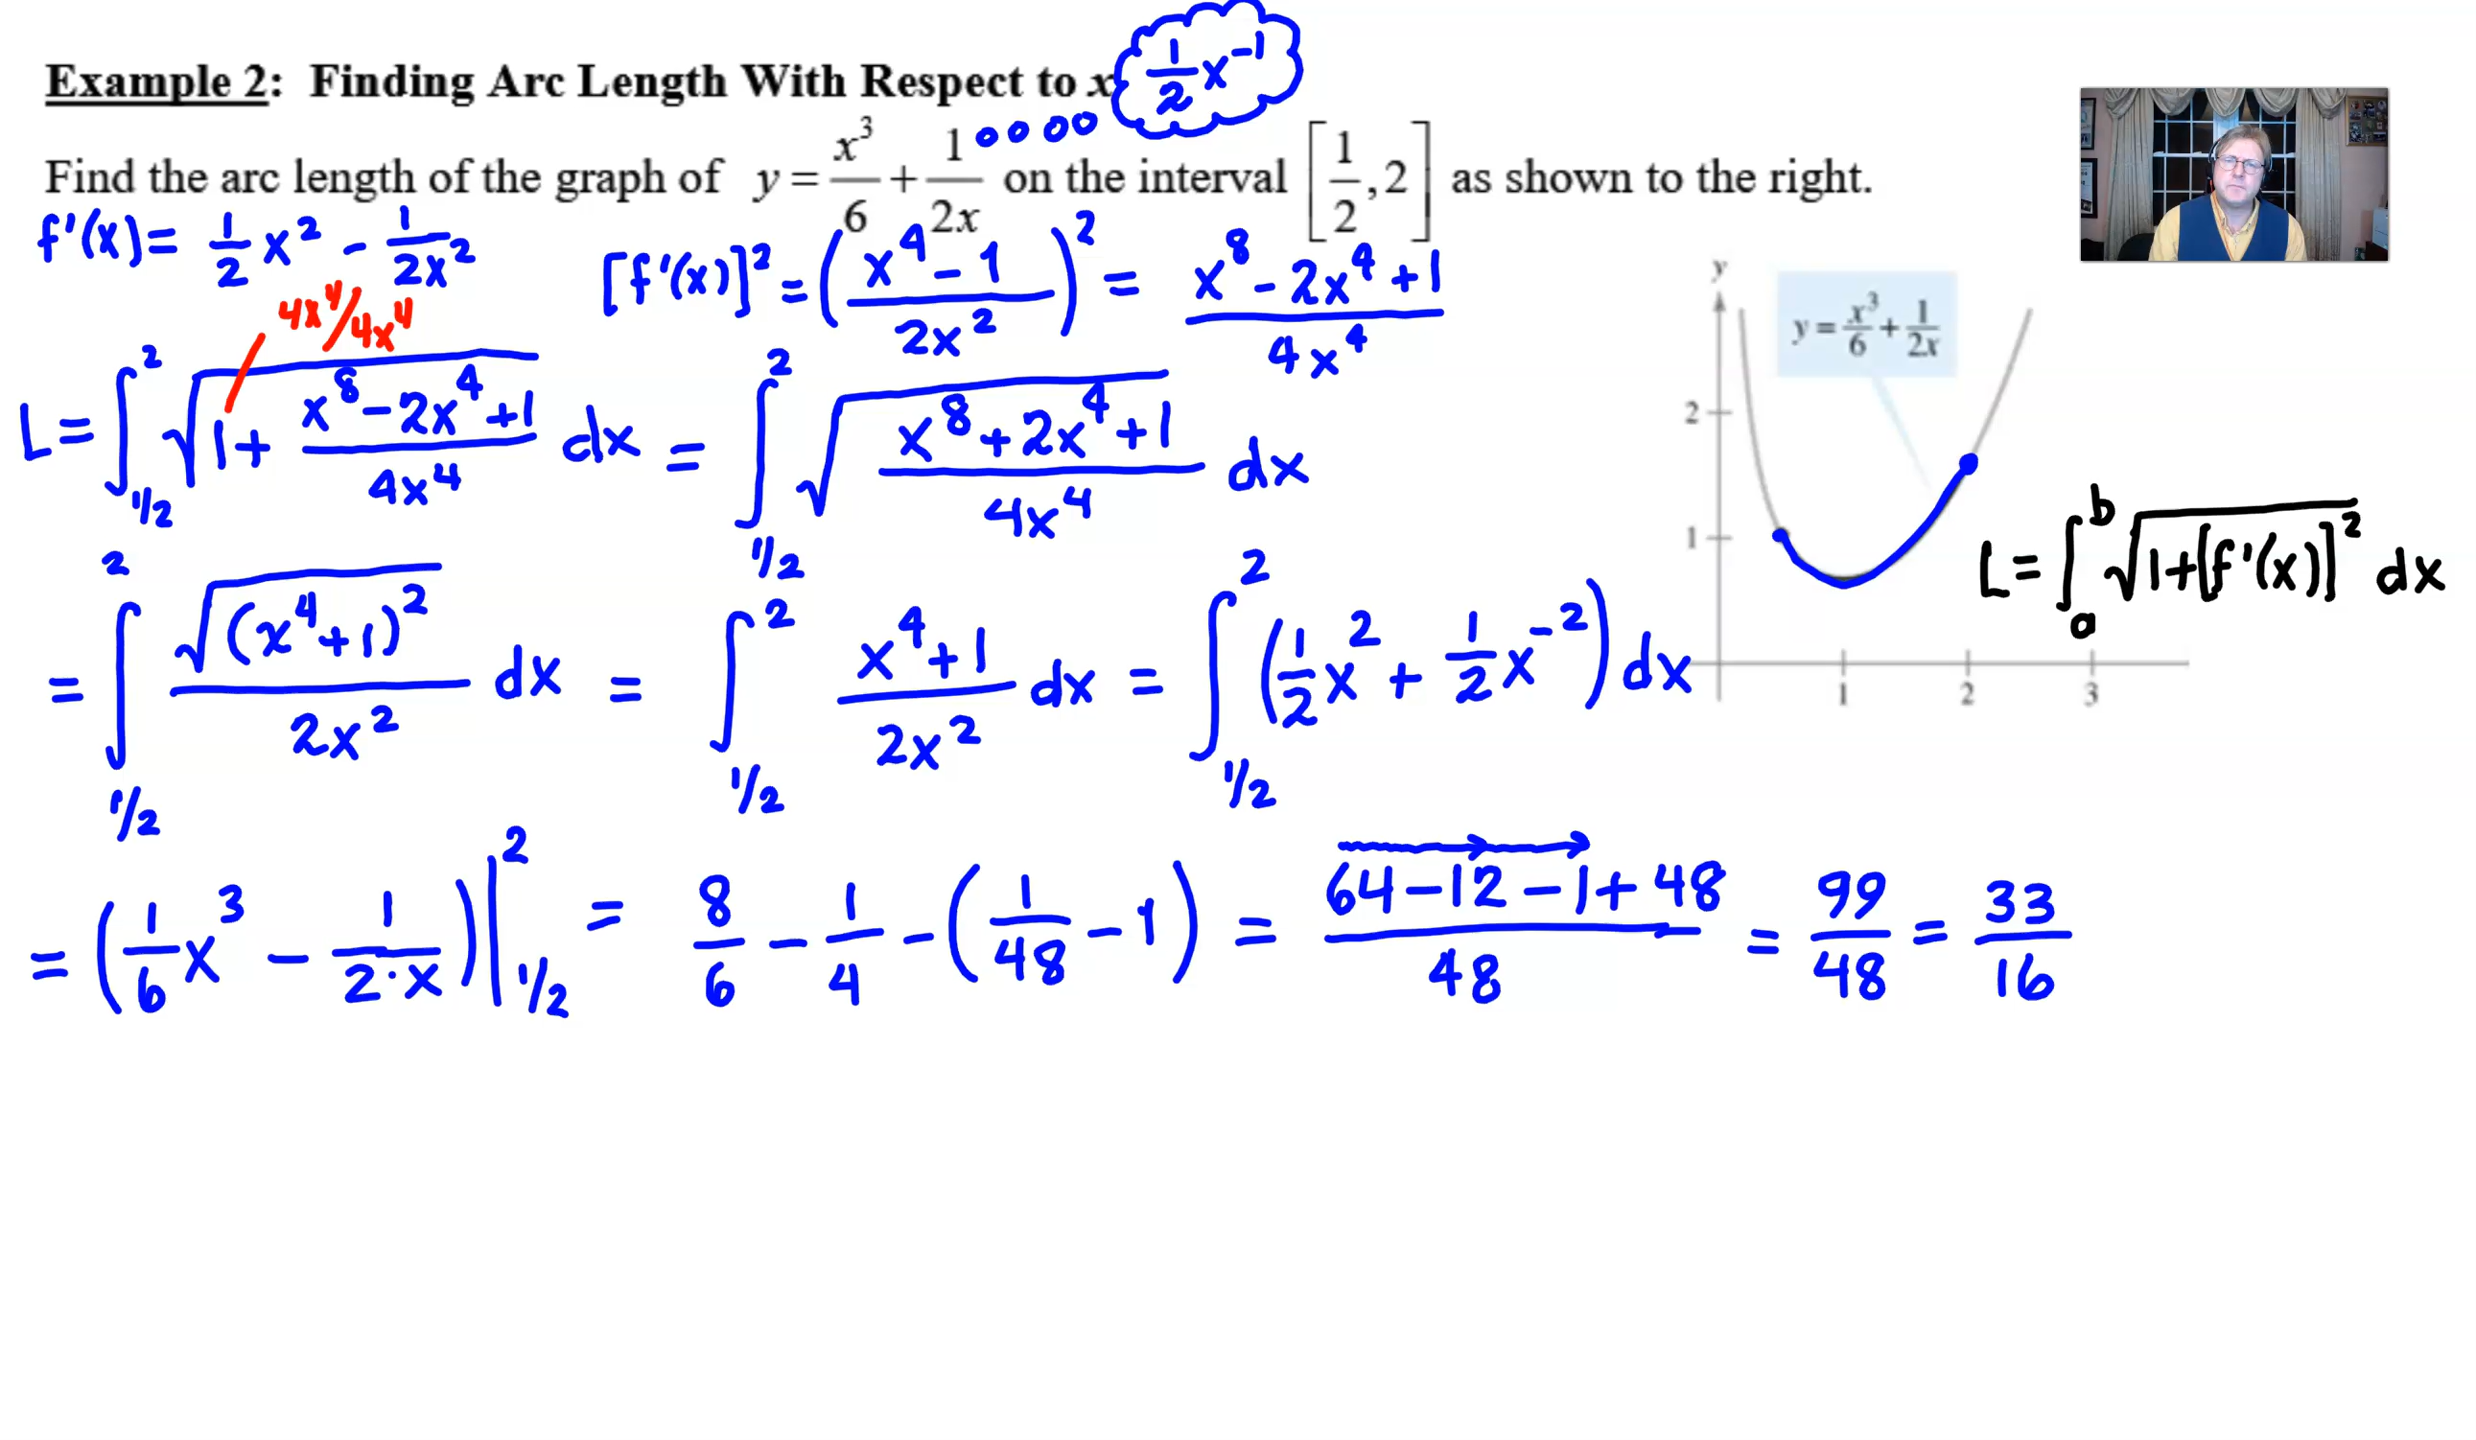 Example 2: Finding Arc Length With Respect to x
1/2 x^-1
Find the arc length of the graph of y = x^3/6 + 1/2x on the interval [1/2, 2] as shown to the right.
f'(x) = 1/2 x^2 - 1/2x^2
[f'(x)]^2 = (x^4 - 1 / 2x^2)^2 = x^8 - 2x^4 + 1 / 4x^4
4x^4/4x^4
L = ∫_1/2^2 √(1 + x^8 - 2x^4 + 1 / 4x^4) dx = ∫_1/2^2 √(x^8 + 2x^4 + 1 / 4x^4) dx
= ∫_1/2^2 √(x^4 + 1)^2 / 2x^2 dx = ∫_1/2^2 x^4 + 1 / 2x^2 dx = ∫_1/2^2 (1/2 x^2 + 1/2 x^-2) dx
= (1/6 x^3 - 1/2·x) |_1/2^2 = 8/6 - 1/4 - (1/48 - 1) = 64 - 12 - 1 + 48 / 48 = 99/48 = 33/16
y
y = x^3/6 + 1/2x
2
1
1 2 3
L = ∫_a^b √1 + [f'(x)]^2 dx